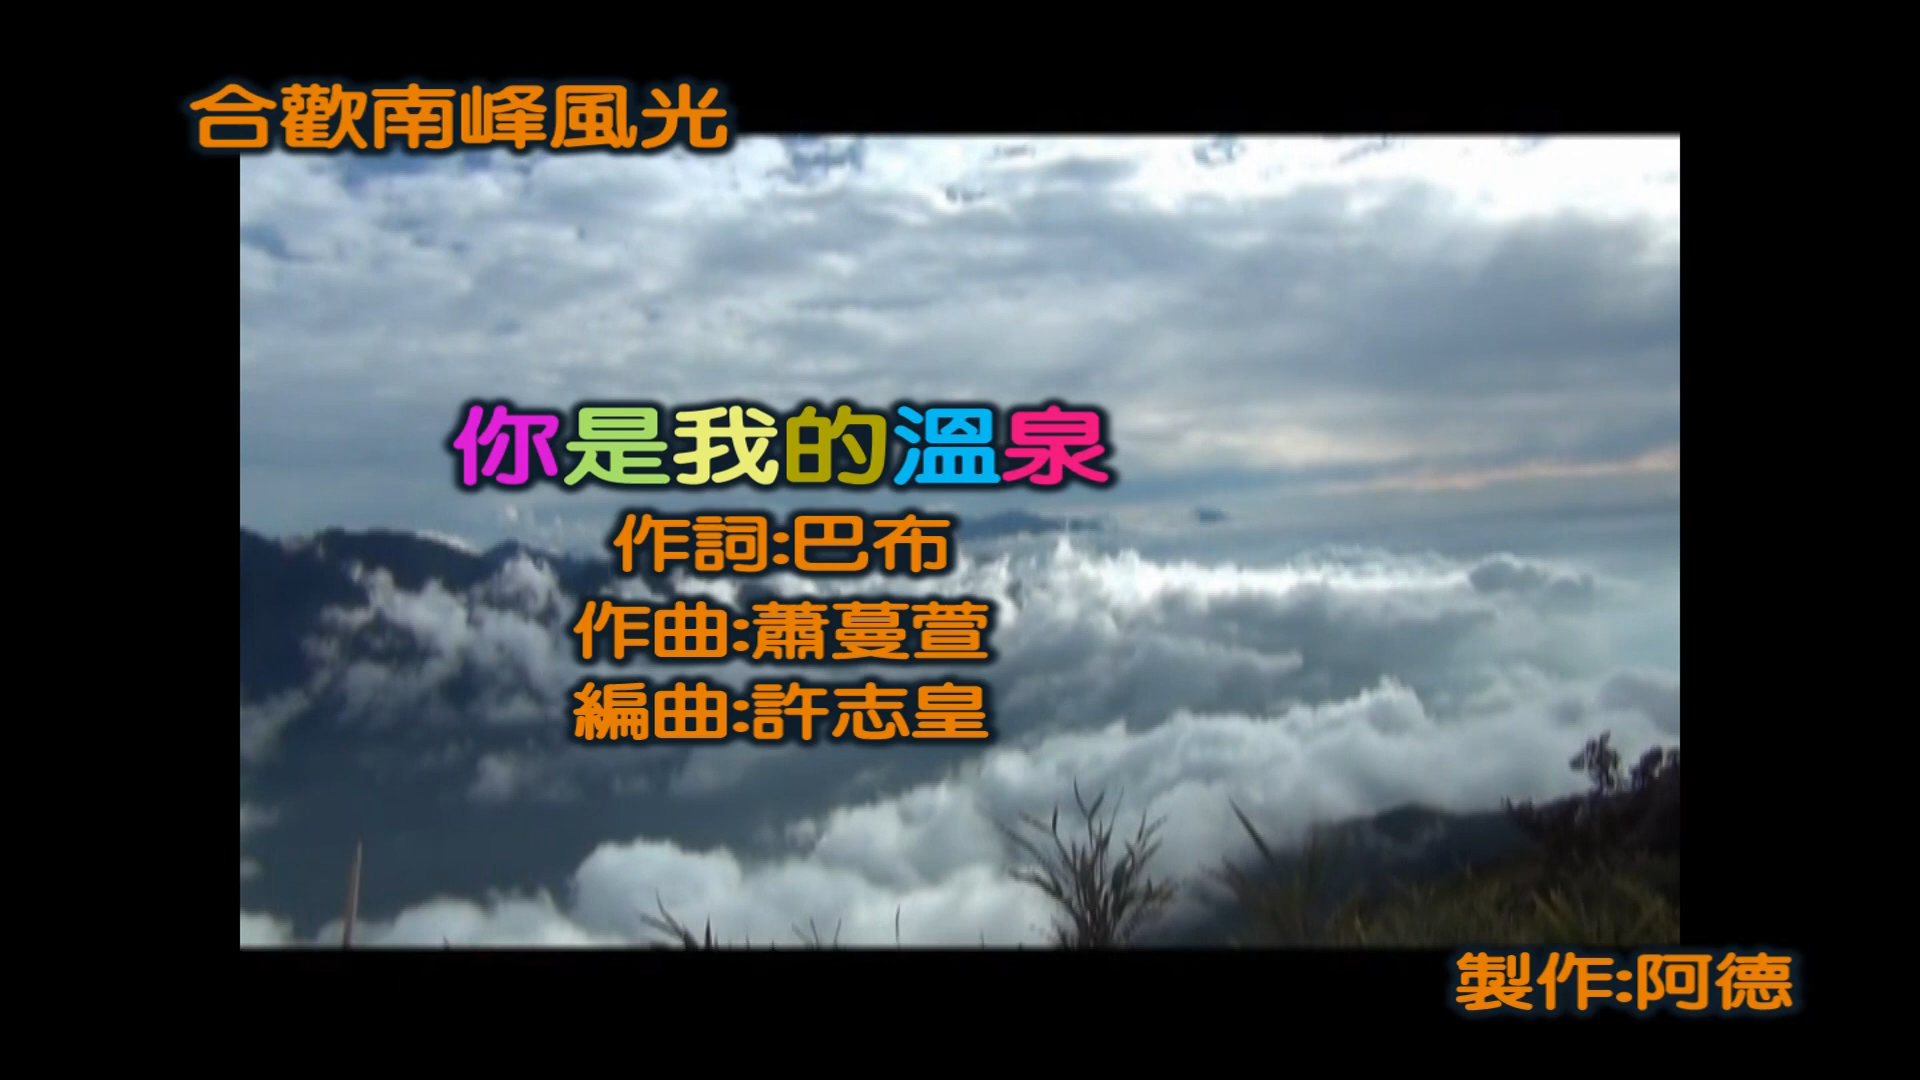 合歡南峰風光
你是我的溫泉
作詞:巴布
作曲:蕭蔓萱
編曲:許志皇
製作:阿德